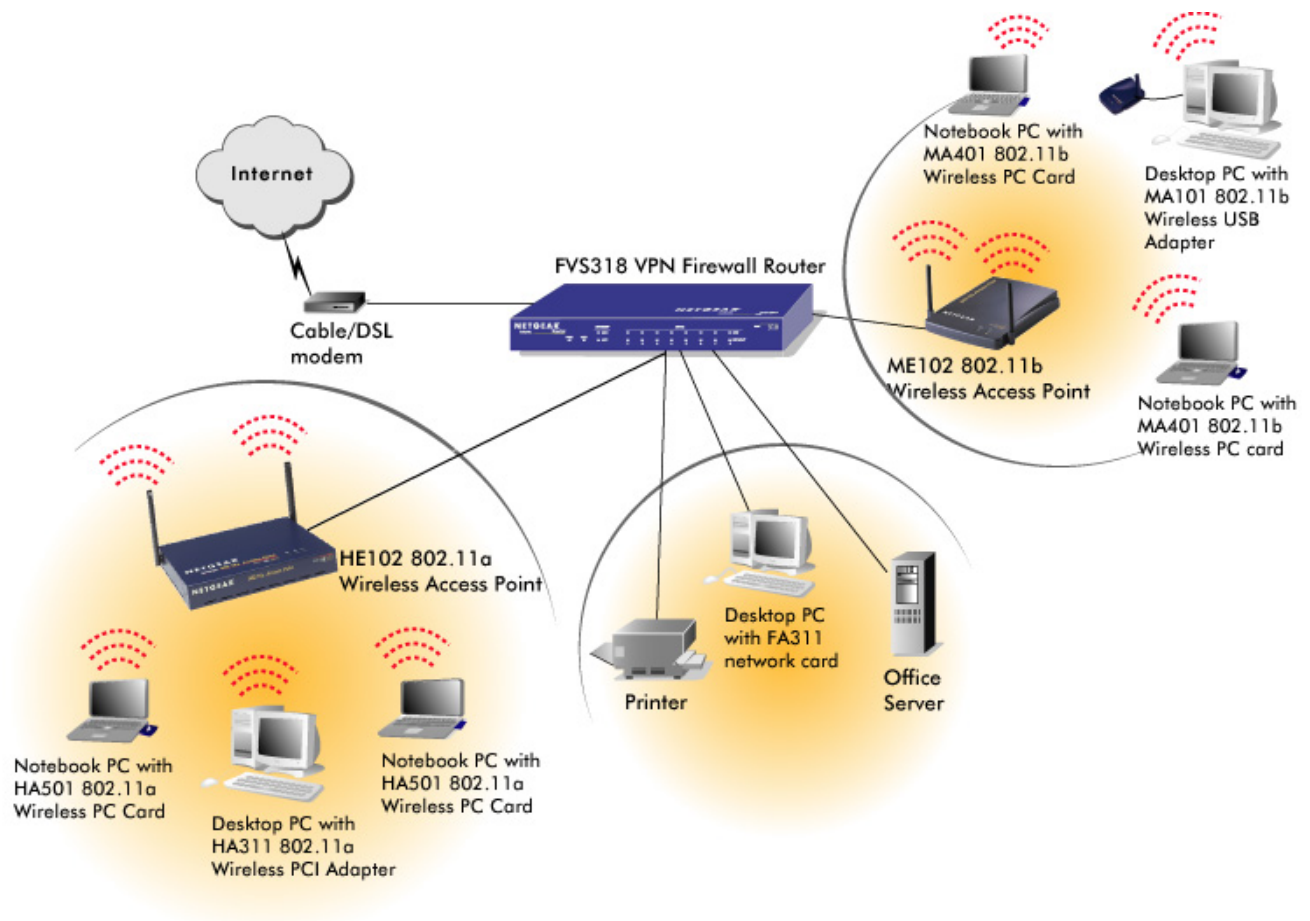 Internet
Cable/DSL
modem
FVS318 VPN Firewall Router
NETGEAR
NETGEAR
Notebook PC with
MA401 802.11b
Wireless PC Card
Desktop PC with
MA101 802.11b
Wireless USB
Adapter
ME102 802.11b
Wireless Access Point
NETGEAR
Notebook PC with
MA401 802.11b
Wireless PC card
HE102 802.11a
Wireless Access Point
NETGEAR
NETGEAR
Printer
Desktop PC
with FA311
network card
Office
Server
Notebook PC with
HA501 802.11a
Wireless PC Card
Desktop PC with
HA311 802.11a
Wireless PCI Adapter
Notebook PC with
HA501 802.11a
Wireless PC Card